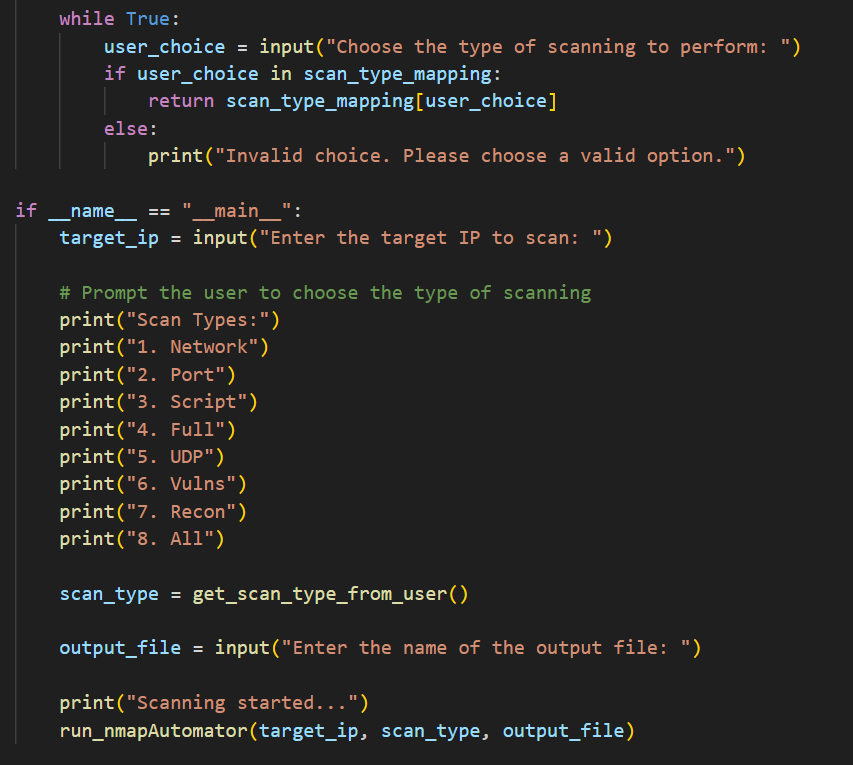 while True:
user_choice = input("Choose the type of scanning to perform: ")
if user_choice in scan_type_mapping:
return scan_type_mapping[user_choice]
else:
print("Invalid choice. Please choose a valid option.")
if __name__ == "__main__":
target_ip = input("Enter the target IP to scan: ")
# Prompt the user to choose the type of scanning
print("Scan Types:")
print("1. Network")
print("2. Port")
print("3. Script")
print("4. Full")
print("5. UDP")
print("6. Vulns")
print("7. Recon")
print("8. All")
scan_type = get_scan_type_from_user()
output_file = input("Enter the name of the output file: ")
print("Scanning started...")
run_nmapAutomator(target_ip, scan_type, output_file)